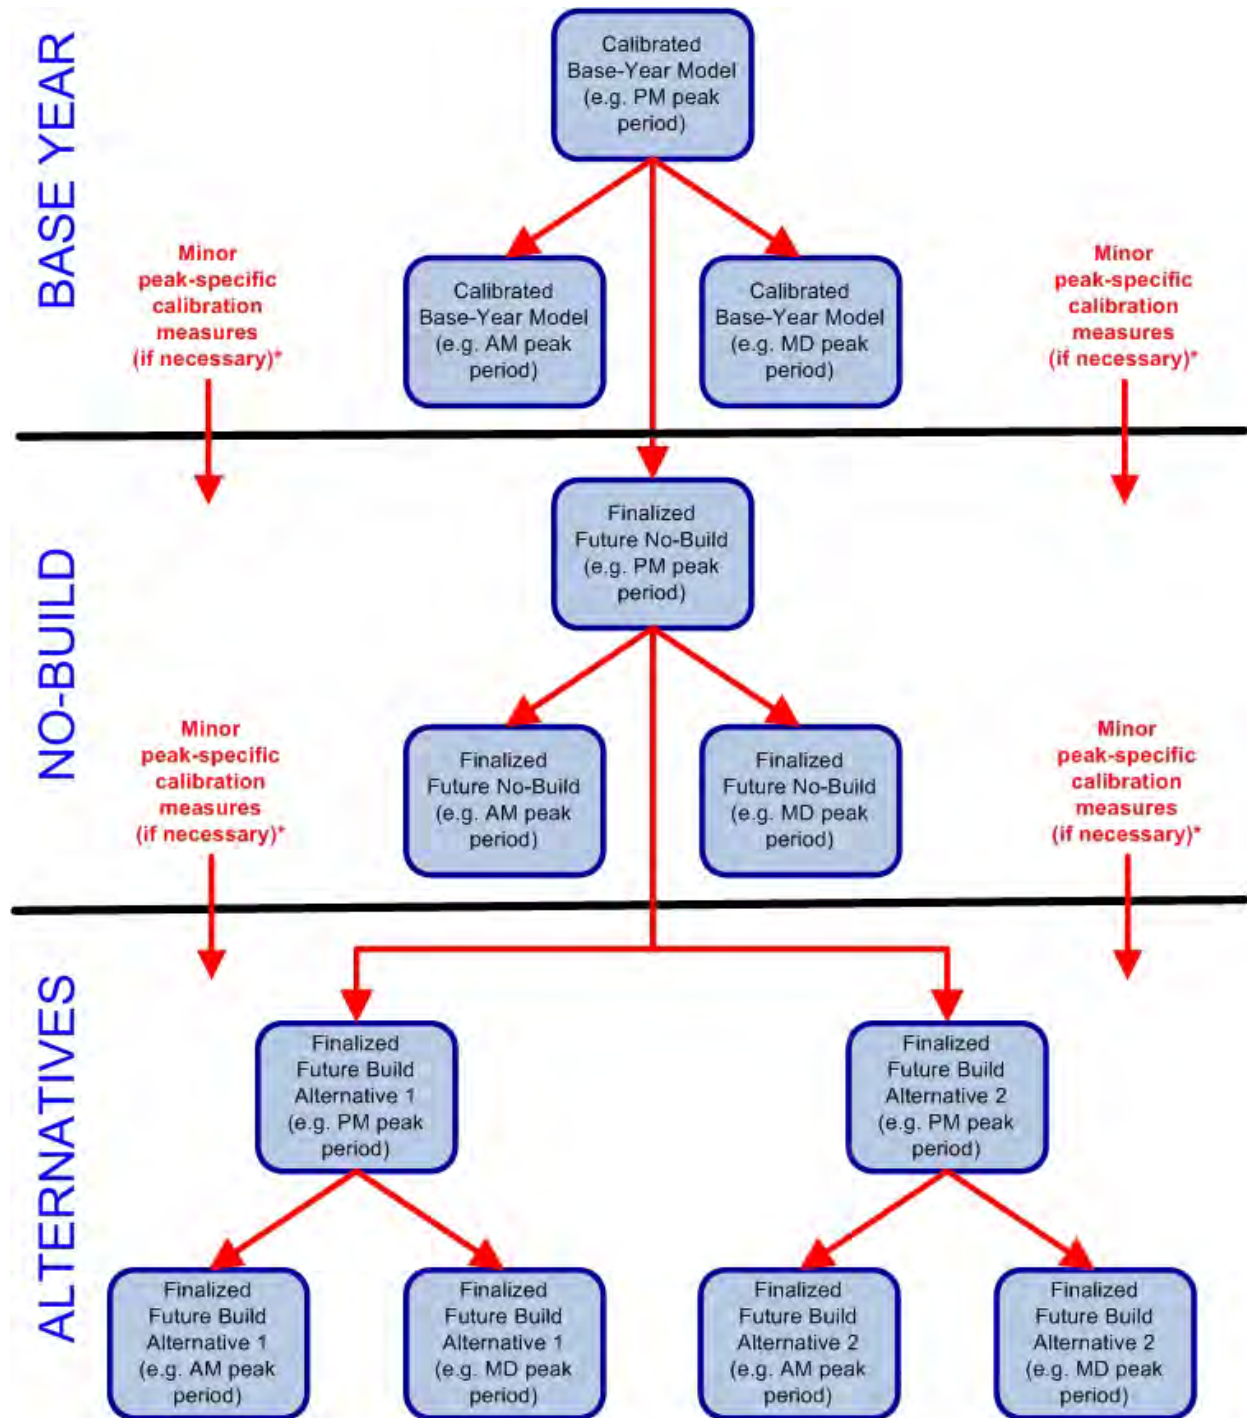 BASE YEAR
Calibrated
Base-Year Model
(e.g. PM peak
period)
Minor
peak-specific
calibration
measures
(if necessary)*
Calibrated
Base-Year Model
(e.g. AM peak
period)
Calibrated
Base-Year Model
(e.g. MD peak
period)
Minor
peak-specific
calibration
measures
(if necessary)*
NO-BUILD
Finalized
Future No-Build
(e.g. PM peak
period)
Minor
peak-specific
calibration
measures
(if necessary)*
Finalized
Future No-Build
(e.g. AM peak
period)
Finalized
Future No-Build
(e.g. MD peak
period)
Minor
peak-specific
calibration
measures
(if necessary)*
ALTERNATIVES
Finalized
Future Build
Alternative 1
(e.g. PM peak
period)
Finalized
Future Build
Alternative 2
(e.g. PM peak
period)
Finalized
Future Build
Alternative 1
(e.g. AM peak
period)
Finalized
Future Build
Alternative 1
(e.g. MD peak
period)
Finalized
Future Build
Alternative 2
(e.g. AM peak
period)
Finalized
Future Build
Alternative 2
(e.g. MD peak
period)